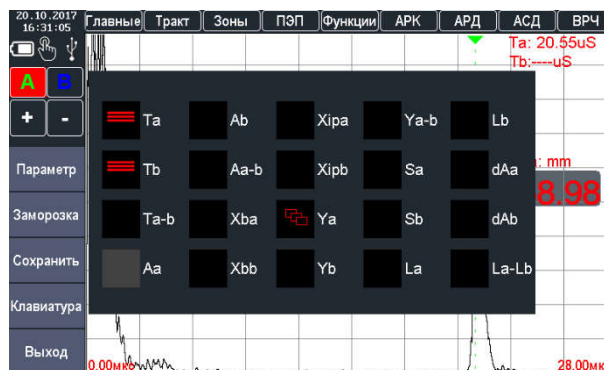 20.10.2017
16:31:05
Главные Тракт Зоны ПЭП Функции АРК АРД АСД ВРЧ
Ta: 20.55uS
Tb:----uS
A B
+ -
Параметр
Заморозка
Сохранить
Клавиатура
Выход
Ta Ab Xipa Ya-b Lb
Tb Aa-b Xipb Sa dAa
Ta-b Xba Ya Sb dAb
Aa Xbb Yb La La-Lb
: mm
8.98
0.00мк
28.00мк